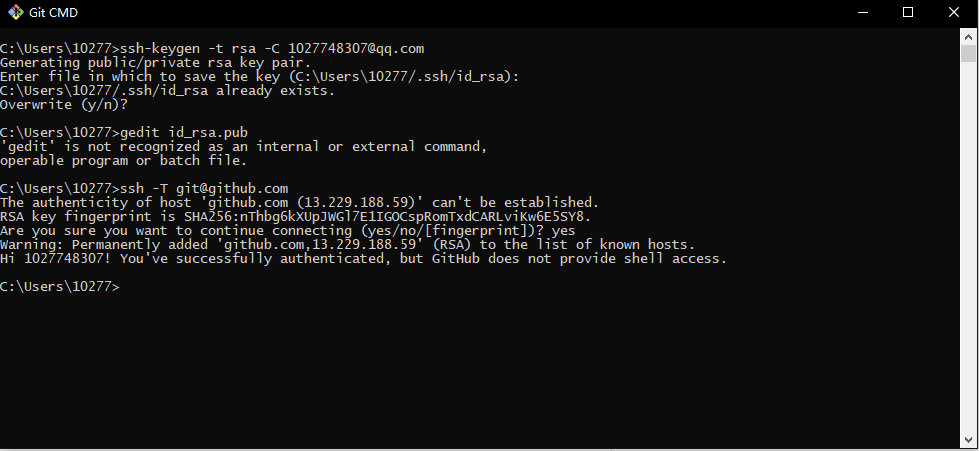 Git CMD
C:\Users\10277>ssh-keygen -t rsa -C 1027748307@qq.com
Generating public/private rsa key pair.
Enter file in which to save the key (C:\Users\10277/.ssh/id_rsa):
C:\Users\10277/.ssh/id_rsa already exists.
Overwrite (y/n)?
C:\Users\10277>gedit id_rsa.pub
'gedit' is not recognized as an internal or external command,
operable program or batch file.
C:\Users\10277>ssh -T git@github.com
The authenticity of host 'github.com (13.229.188.59)' can't be established.
RSA key fingerprint is SHA256:nThbg6kXUpJWGl7E1IGOCspRomTxdCARLviKw6E5SY8.
Are you sure you want to continue connecting (yes/no/[fingerprint])? yes
Warning: Permanently added 'github.com,13.229.188.59' (RSA) to the list of known hosts.
Hi 1027748307! You've successfully authenticated, but GitHub does not provide shell access.
C:\Users\10277>